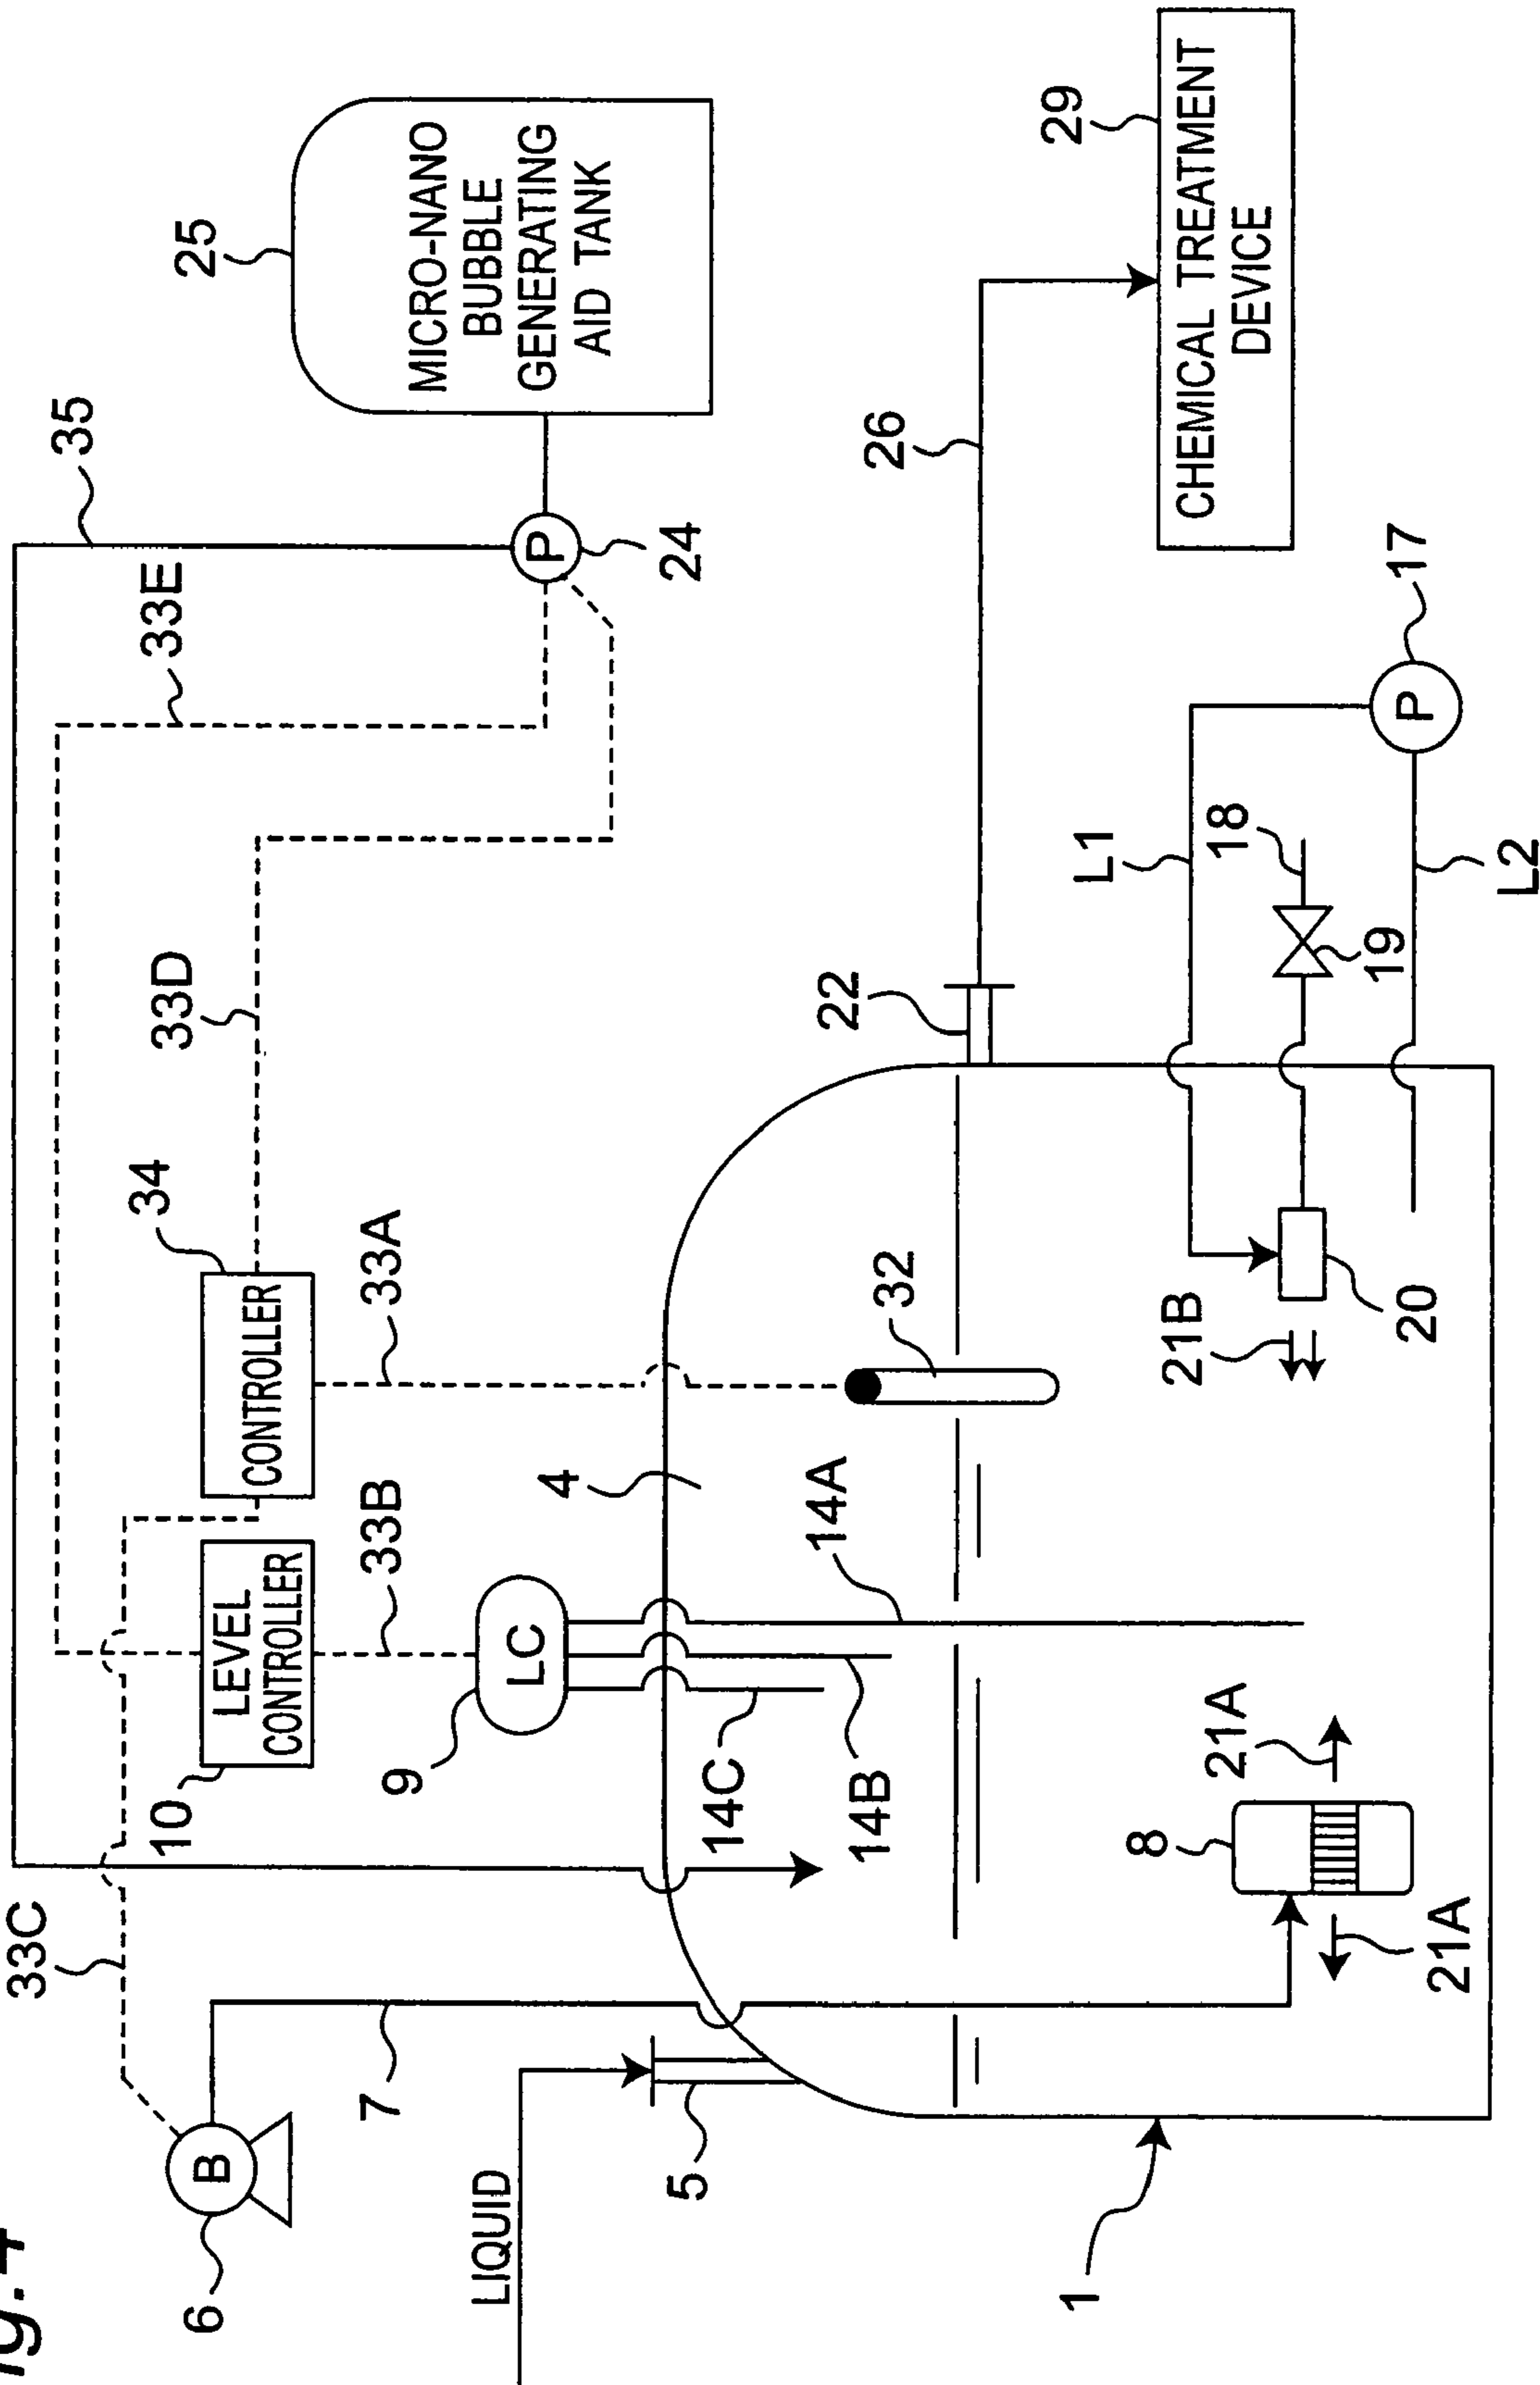 ig.4
33C
35
33E
10
34
33D
25
6
B
LEVEL
CONTROLLER
CONTROLLER
7
33B
33A
9
LC
MICRO-NANO
BUBBLE
GENERATING
AID TANK
LIQUID
P
24
4
5
14C
14A
14B
32
22
26
1
8
21A
21B
L1
18
29
CHEMICAL TREATMENT
DEVICE
19
20
P
17
21A
L2